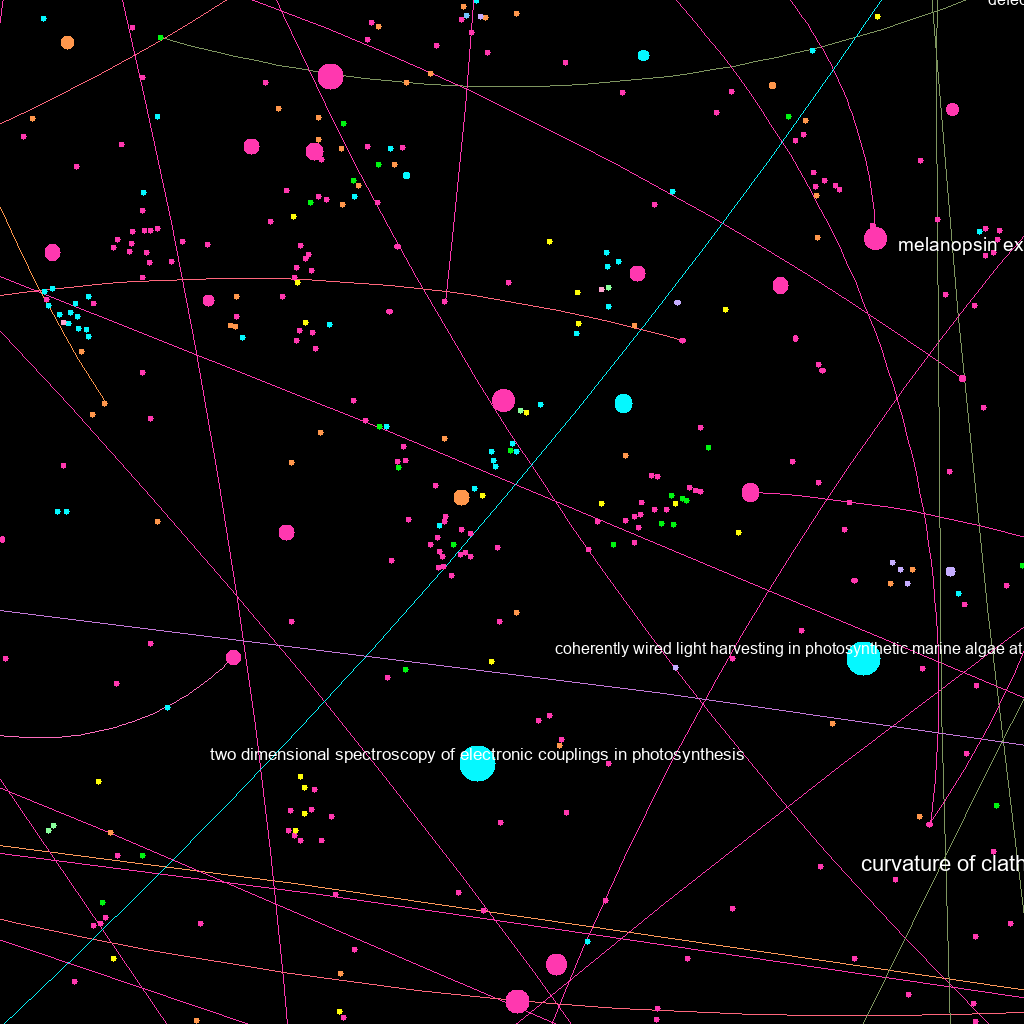 melanopsin ex
coherently wired light harvesting in photosynthetic marine algae at
two dimensional spectroscopy of electronic couplings in photosynthesis
curvature of clath